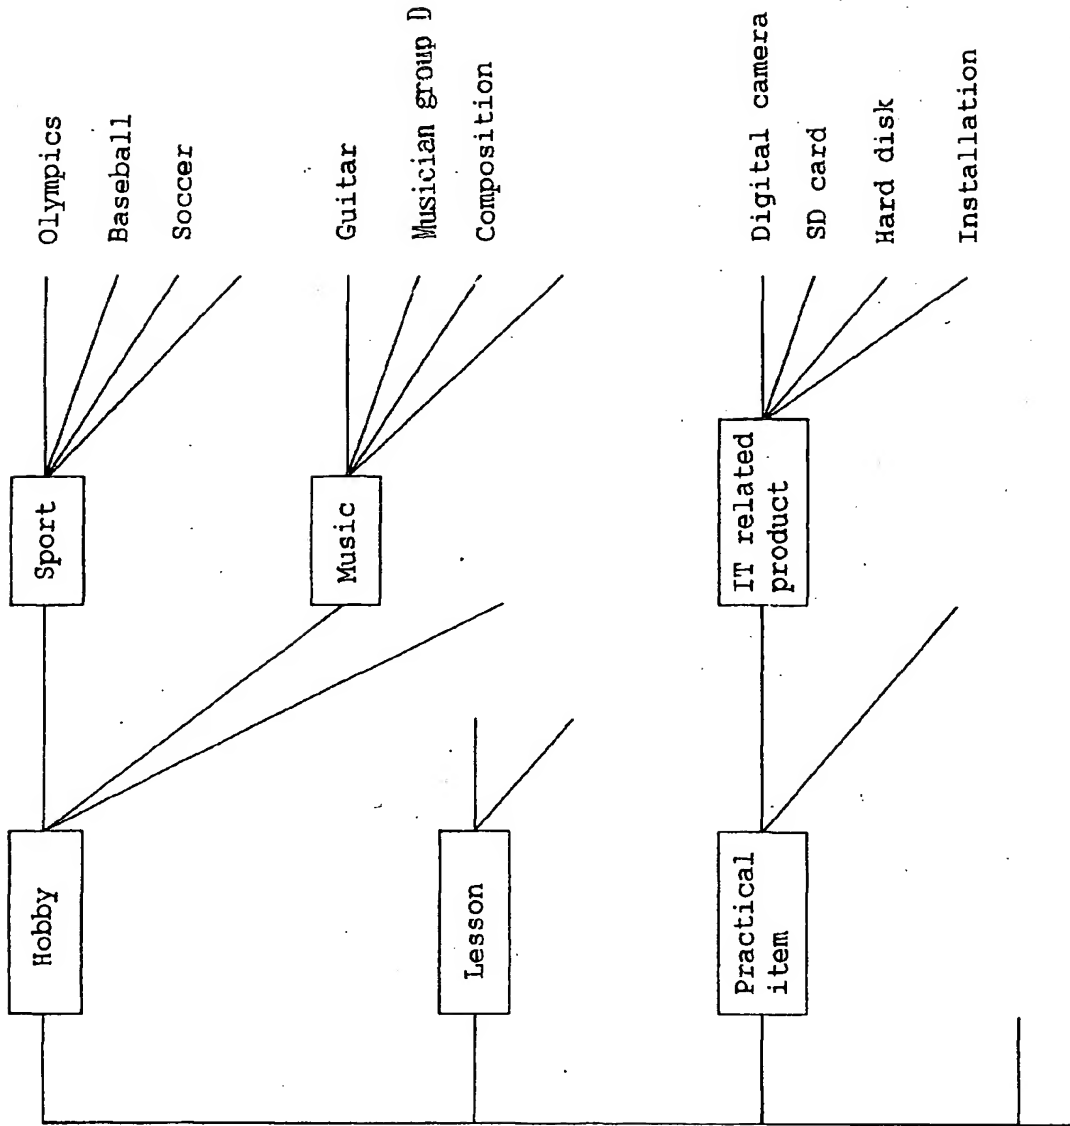 Hobby
Sport
Olympics
Baseball
Soccer
Music
Guitar
Musician group D
Composition
Lesson
Practical
item
IT related
product
Digital camera
SD card
Hard disk
Installation